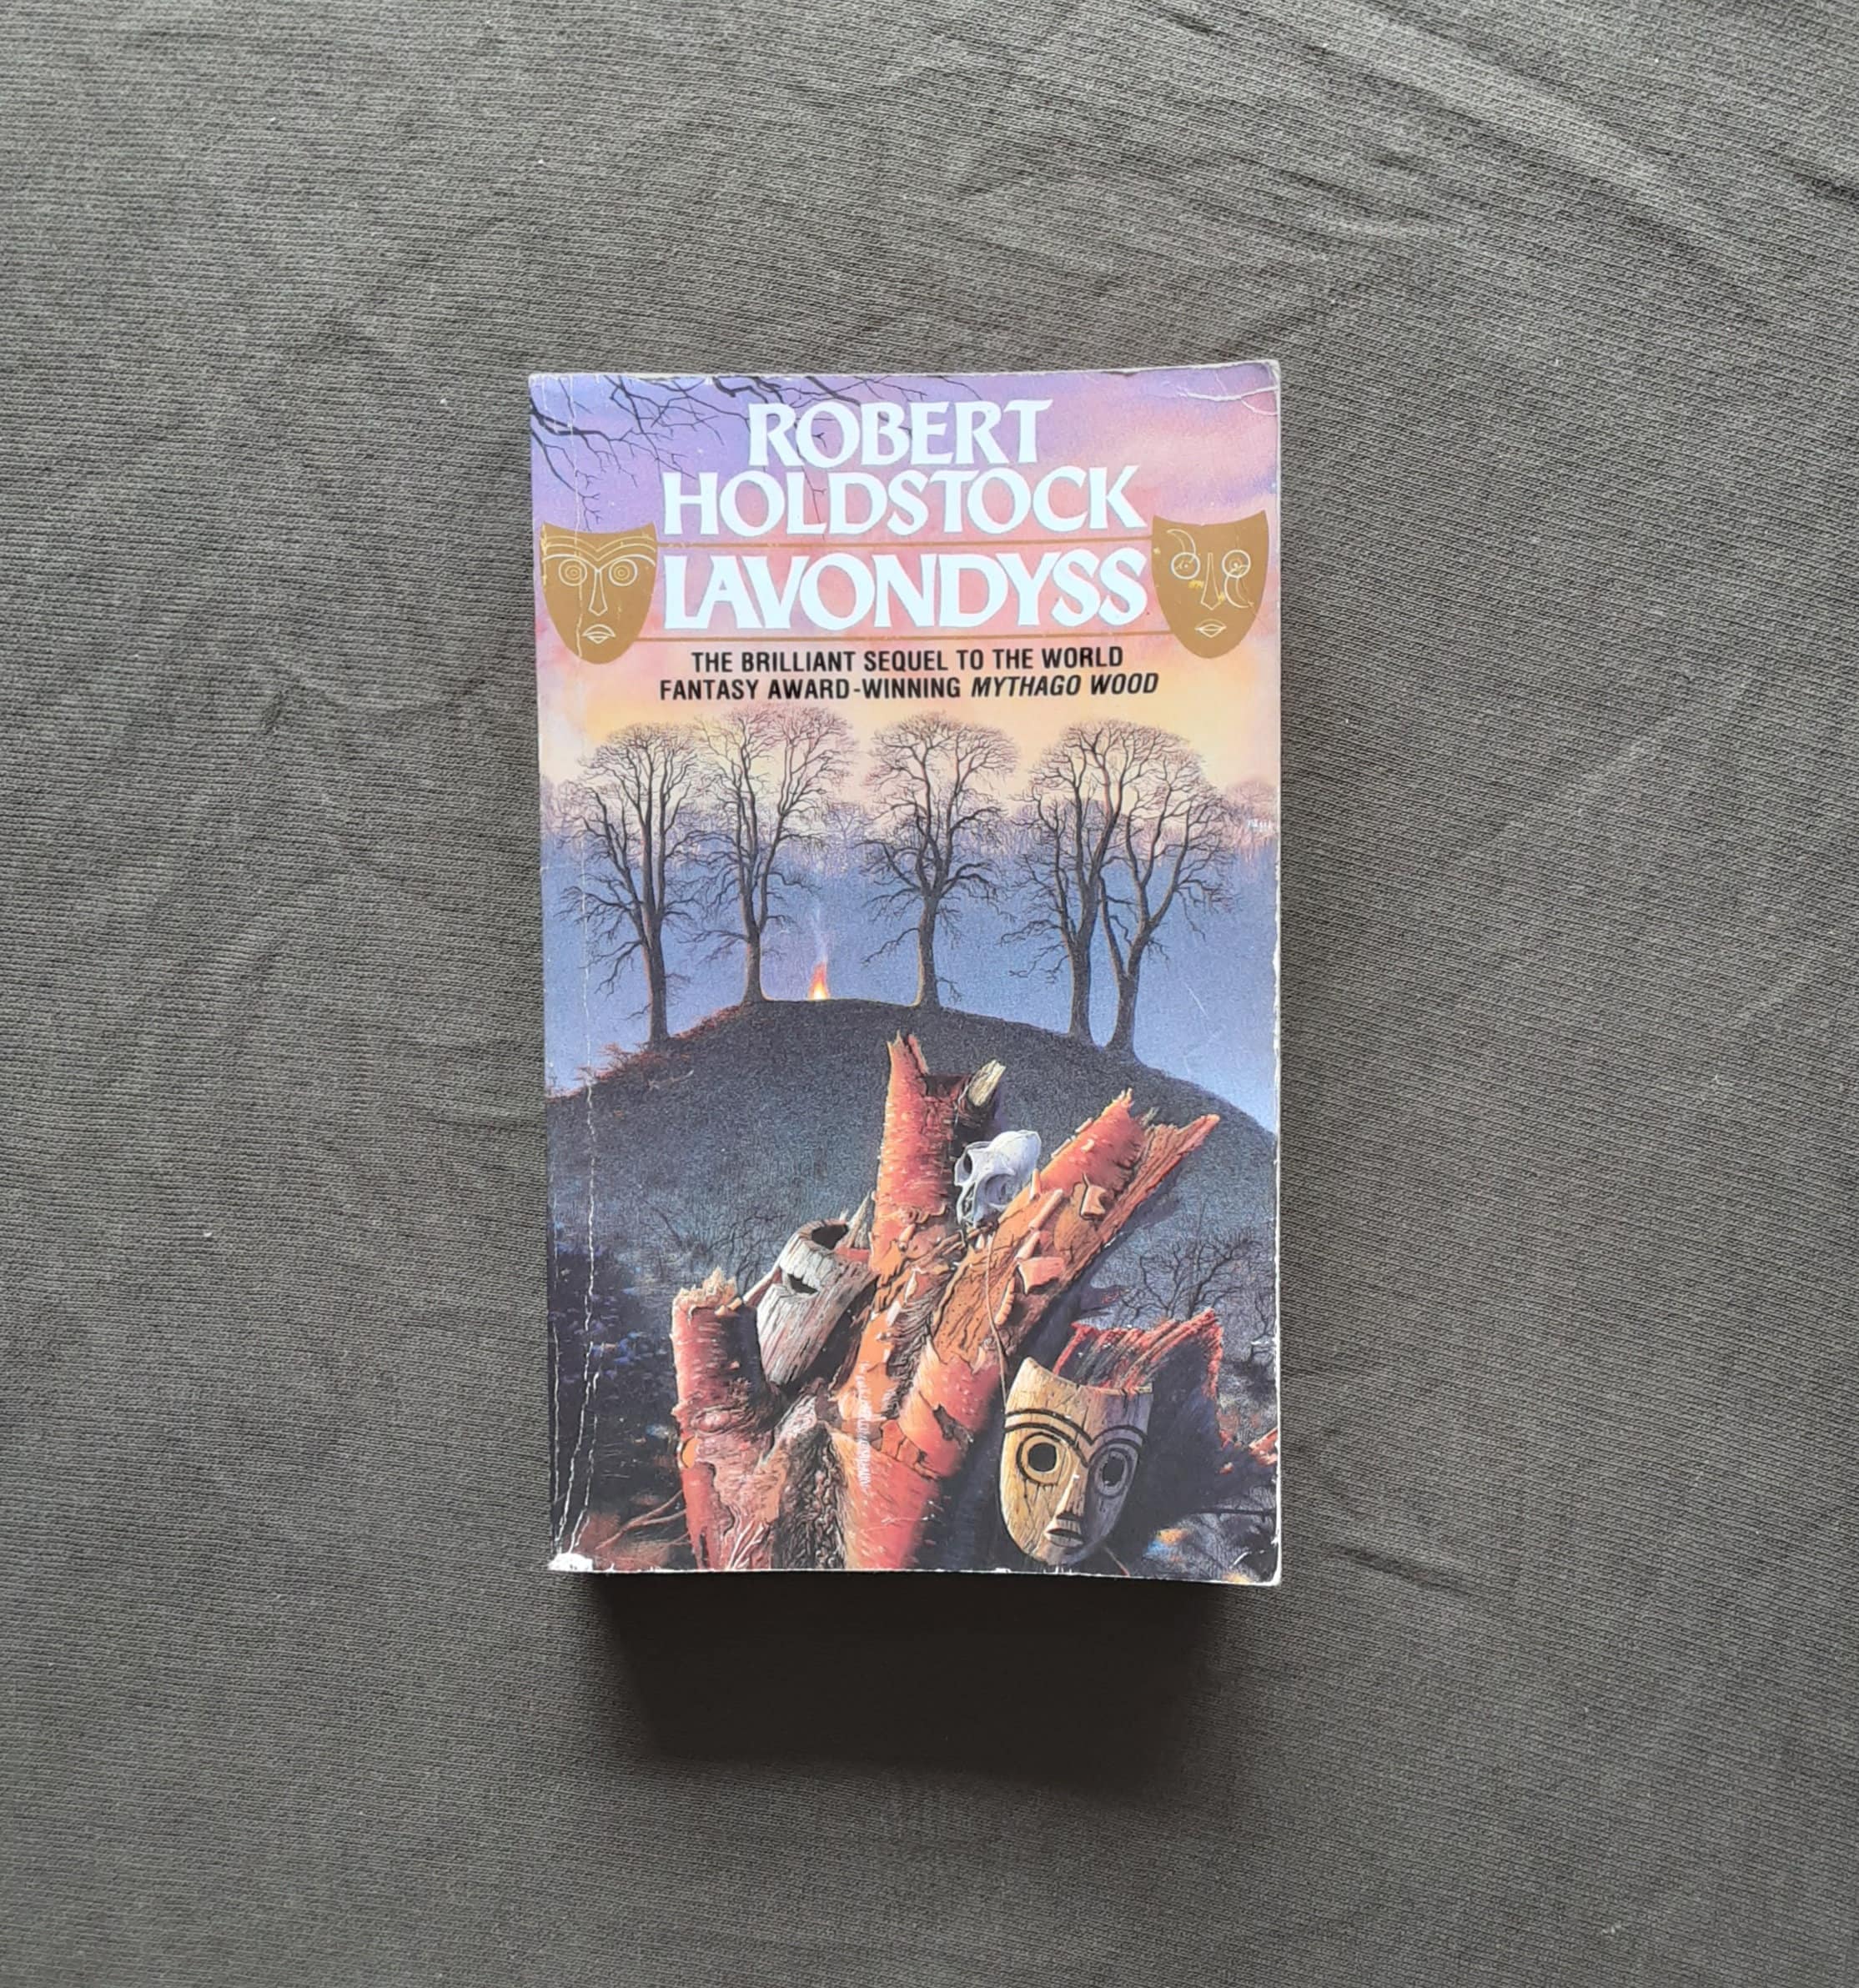 ROBERT
HOLDSTOCK
LAVONDYSS
THE BRILLIANT SEQUEL TO THE WORLD
FANTASY AWARD-WINNING MYTHAGO WOOD